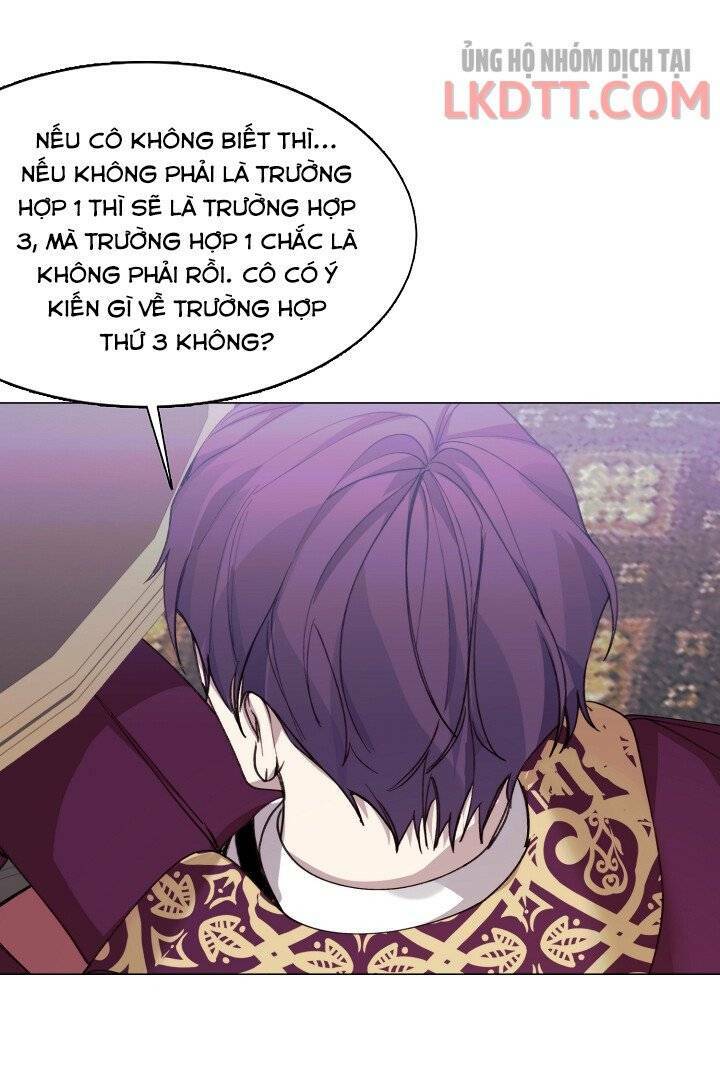 ỦNG HỘ NHÓM DỊCH TẠI
LKDTT.COM
NẾU CÔ KHÔNG BIẾT THÌ...
NẾU KHÔNG PHẢI LÀ TRƯỜNG
HỢP 1 THÌ SẼ LÀ TRƯỜNG HỢP
3, MÀ TRƯỜNG HỢP 1 CHẮC LÀ
KHÔNG PHẢI RỒI. CÔ CÓ Ý
KIẾN GÌ VỀ TRƯỜNG HỢP
THỨ 3 KHÔNG?